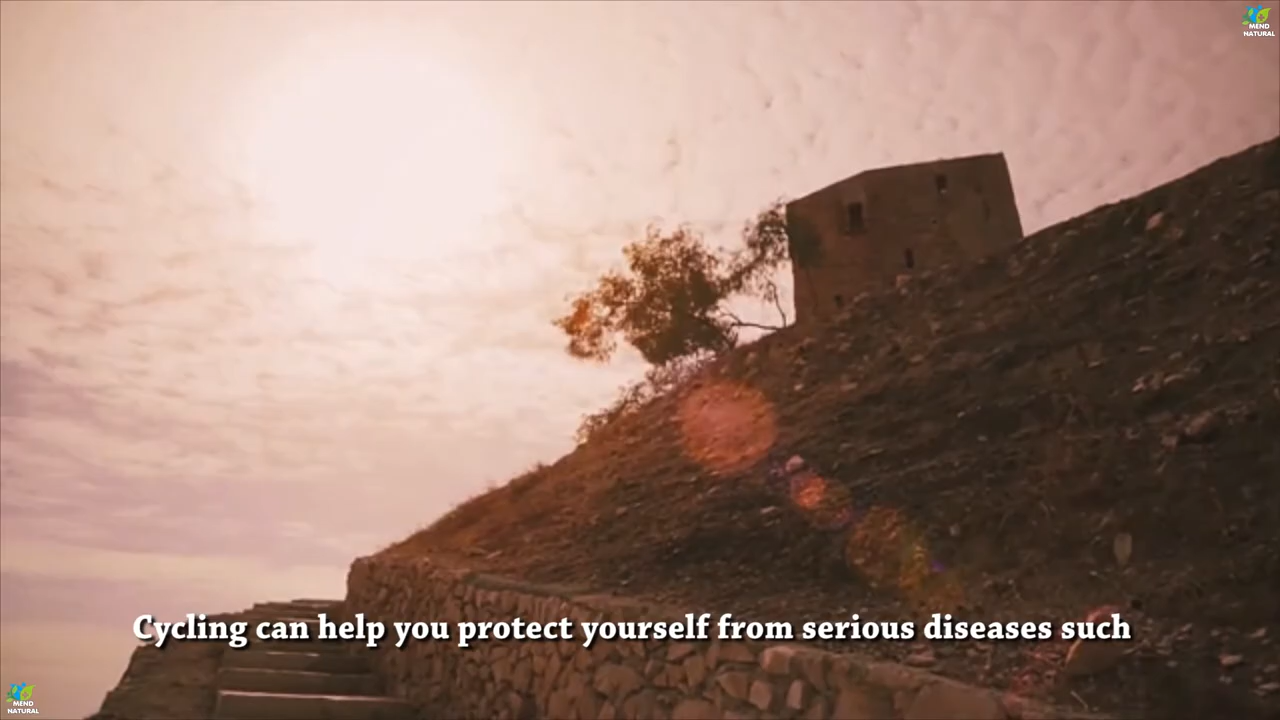 MEND
NATURAL
Cycling can help you protect yourself from serious diseases such
MEND
NATURAL